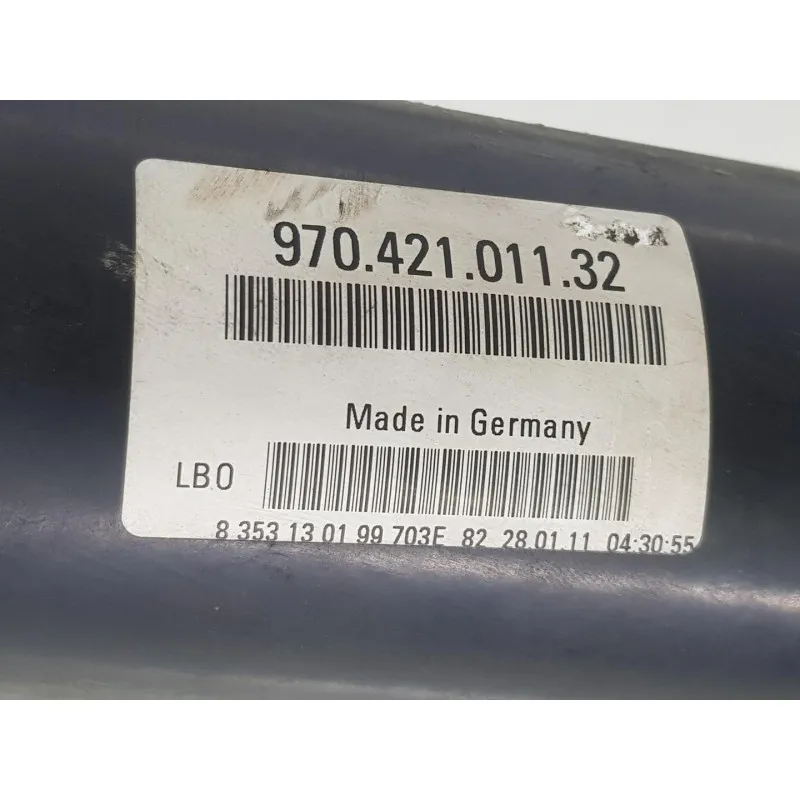 970.421.011.32
Made in Germany
LBO
8 353 13 01 99 703E 82 28.01.11 04:30:55